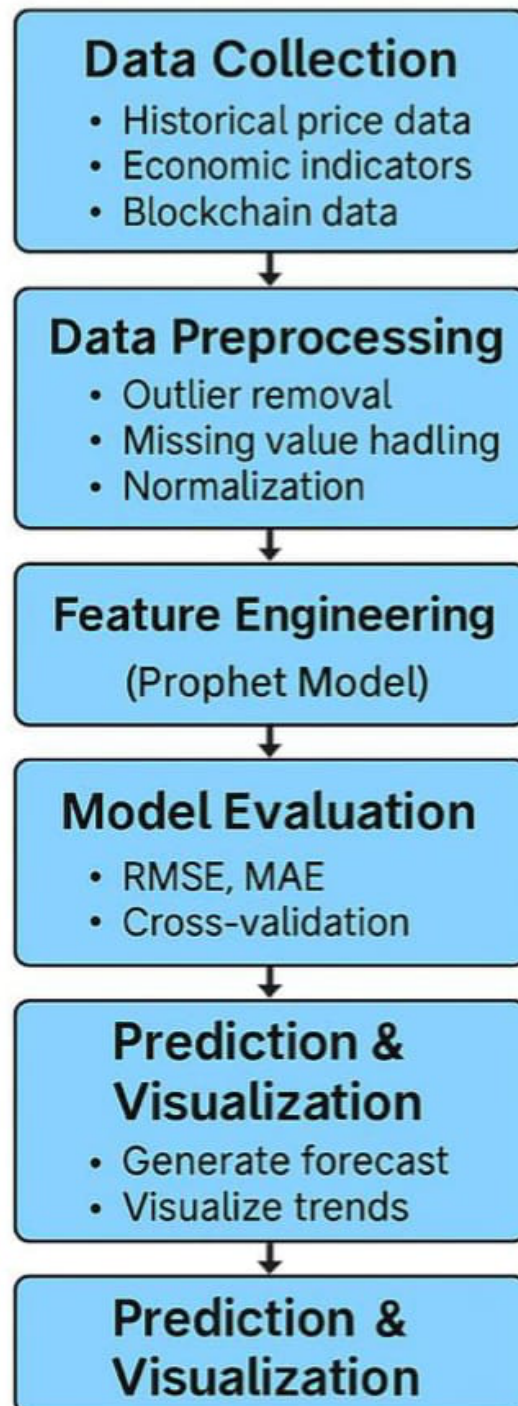 Data Collection
• Historical price data
• Economic indicators
• Blockchain data
Data Preprocessing
• Outlier removal
• Missing value hadling
• Normalization
Feature Engineering
(Prophet Model)
Model Evaluation
• RMSE, MAE
• Cross-validation
Prediction &
Visualization
• Generate forecast
• Visualize trends
Prediction &
Visualization